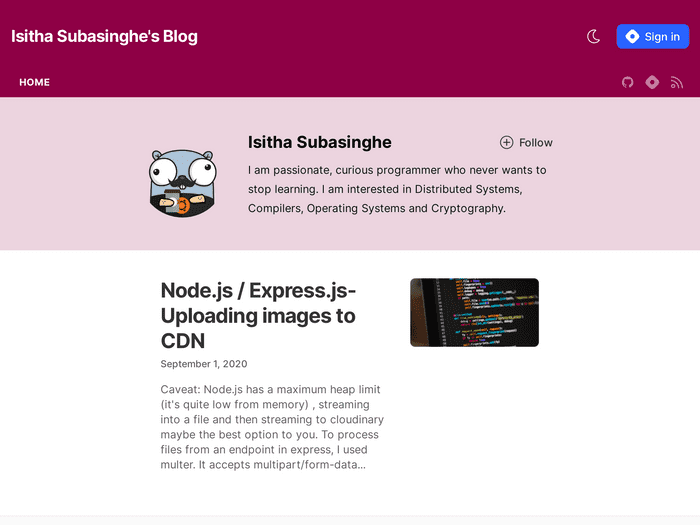 Isitha Subasinghe's Blog
Sign in
HOME
Isitha Subasinghe
Follow
I am passionate, curious programmer who never wants to
stop learning. I am interested in Distributed Systems,
Compilers, Operating Systems and Cryptography.
Node.js / Express.js-
Uploading images to
CDN
September 1, 2020
Caveat: Node.js has a maximum heap limit
(it's quite low from memory) , streaming
into a file and then streaming to cloudinary
maybe the best option to you. To process
files from an endpoint in express, I used
multer. It accepts multipart/form-data...